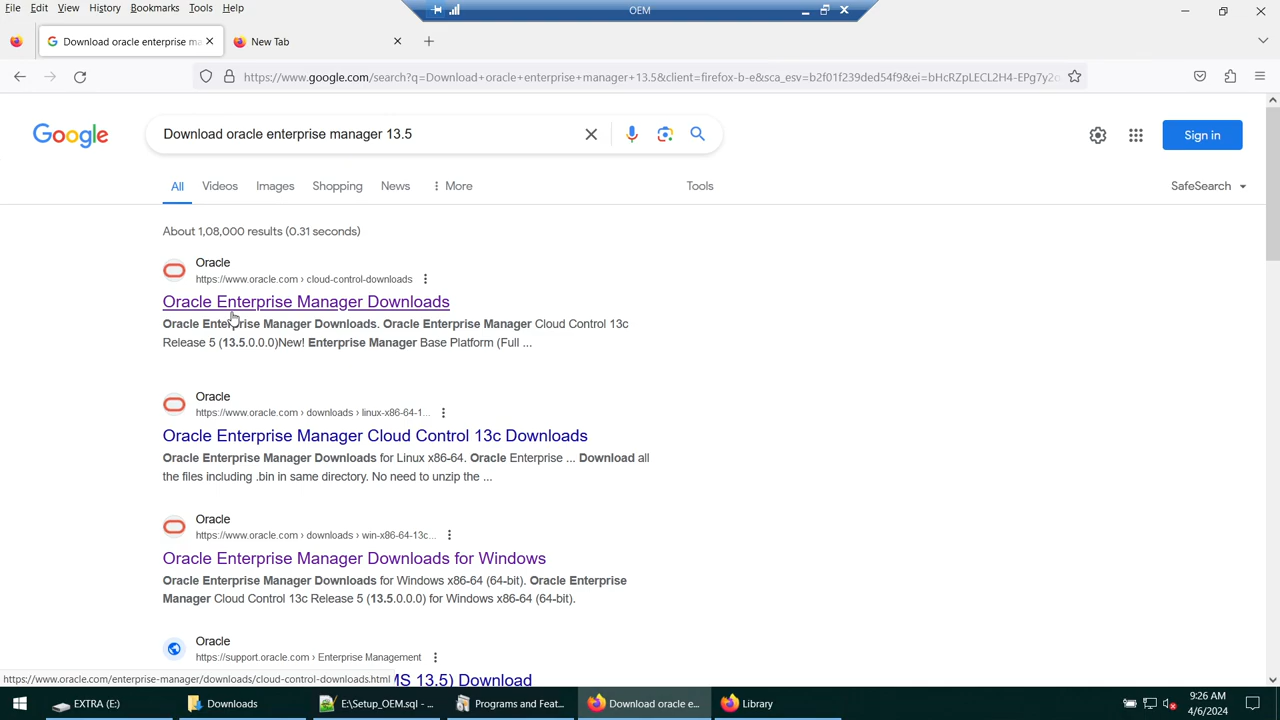 File Edit View History Bookmarks Tools Help
OEM
Download oracle enterprise ma
New Tab
https://www.google.com/search?q=Download+oracle+enterprise+manager+13.5&client=firefox-b-e&sca_esv=b2f01f239ded54f9&ei=bHcRZpLECL2H4-EPg7y2o
Google
Download oracle enterprise manager 13.5
Sign in
All Videos Images Shopping News More Tools SafeSearch
About 1,08,000 results (0.31 seconds)
Oracle
https://www.oracle.com › cloud-control-downloads
Oracle Enterprise Manager Downloads
Oracle Enterprise Manager Downloads. Oracle Enterprise Manager Cloud Control 13c
Release 5 (13.5.0.0.0)New! Enterprise Manager Base Platform (Full ...
Oracle
https://www.oracle.com › downloads › linux-x86-64-1...
Oracle Enterprise Manager Cloud Control 13c Downloads
Oracle Enterprise Manager Downloads for Linux x86-64. Oracle Enterprise ... Download all
the files including .bin in same directory. No need to unzip the ...
Oracle
https://www.oracle.com › downloads › win-x86-64-13c...
Oracle Enterprise Manager Downloads for Windows
Oracle Enterprise Manager Downloads for Windows x86-64 (64-bit). Oracle Enterprise
Manager Cloud Control 13c Release 5 (13.5.0.0.0) for Windows x86-64 (64-bit).
Oracle
https://support.oracle.com › Enterprise Management
https://www.oracle.com/enterprise-manager/downloads/cloud-control-downloads.html
MS 13.5) Download
EXTRA (E:)
Downloads
E:\Setup_OEM.sql - ...
Programs and Feat...
Download oracle e...
Library
9:26 AM
4/6/2024